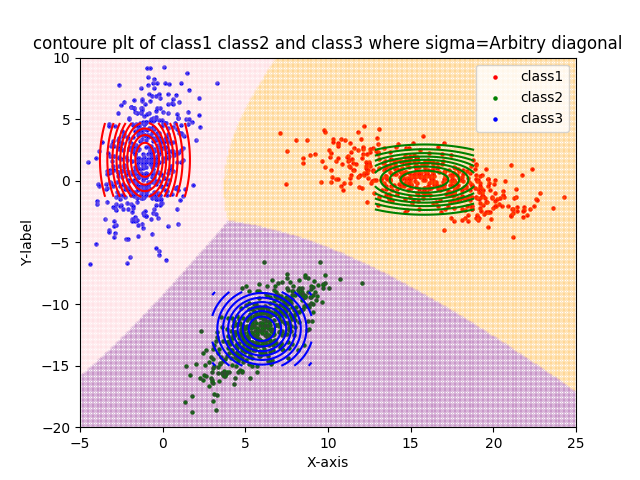 contoure plt of class1 class2 and class3 where sigma=Arbitry diagonal
class1
class2
class3
10
5
0
−5
−10
−15
−20
Y-label
−5
0
5
10
15
20
25
X-axis